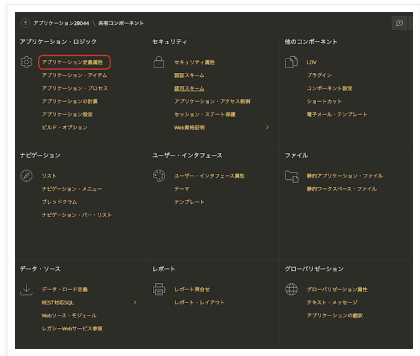 アプリケーション28044 \ 共有コンポーネント
アプリケーション・ロジック
アプリケーション定義属性
アプリケーション・アイテム
アプリケーション・プロセス
アプリケーションの計算
アプリケーション設定
ビルド・オプション
セキュリティ
セキュリティ属性
認証スキーム
認可スキーム
アプリケーション・アクセス制御
セッション・ステート保護
Web資格証明
他のコンポーネント
LOV
プラグイン
コンポーネント設定
ショートカット
電子メール・テンプレート
ナビゲーション
リスト
ナビゲーション・メニュー
ブレッドクラム
ナビゲーション・バー・リスト
ユーザー・インタフェース
ユーザー・インタフェース属性
テーマ
テンプレート
ファイル
静的アプリケーション・ファイル
静的ワークスペース・ファイル
データ・ソース
データ・ロード定義
REST対応SQL
Webソース・モジュール
レガシーWebサービス参照
レポート
レポート問合せ
レポート・レイアウト
グローバリゼーション
グローバリゼーション属性
テキスト・メッセージ
アプリケーションの翻訳